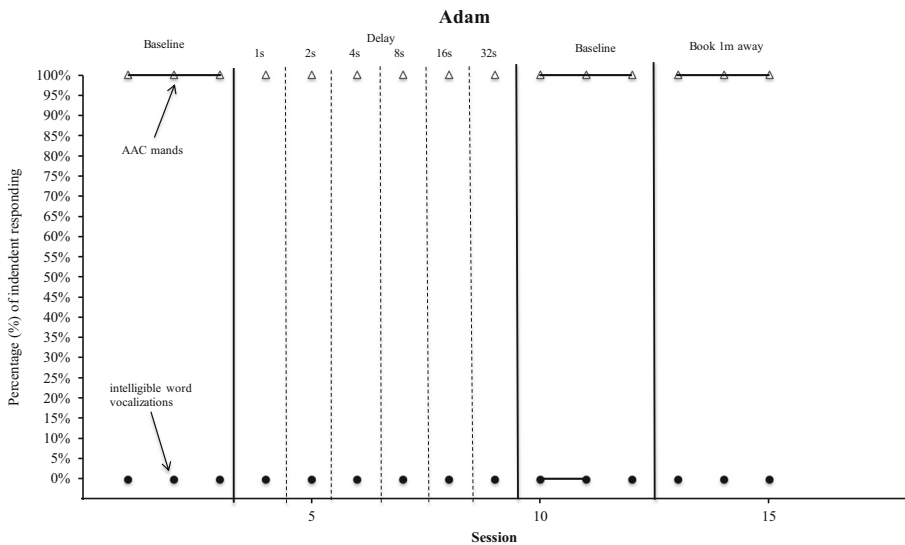 Adam
Baseline
Delay
1s 2s 4s 8s 16s 32s
Baseline
Book 1m away
Percentage (%) of indendent responding
100%
95%
90%
85%
80%
75%
70%
65%
60%
55%
50%
45%
40%
35%
30%
25%
20%
15%
10%
5%
0%
AAC mands
intelligible word
vocalizations
5 10 15
Session